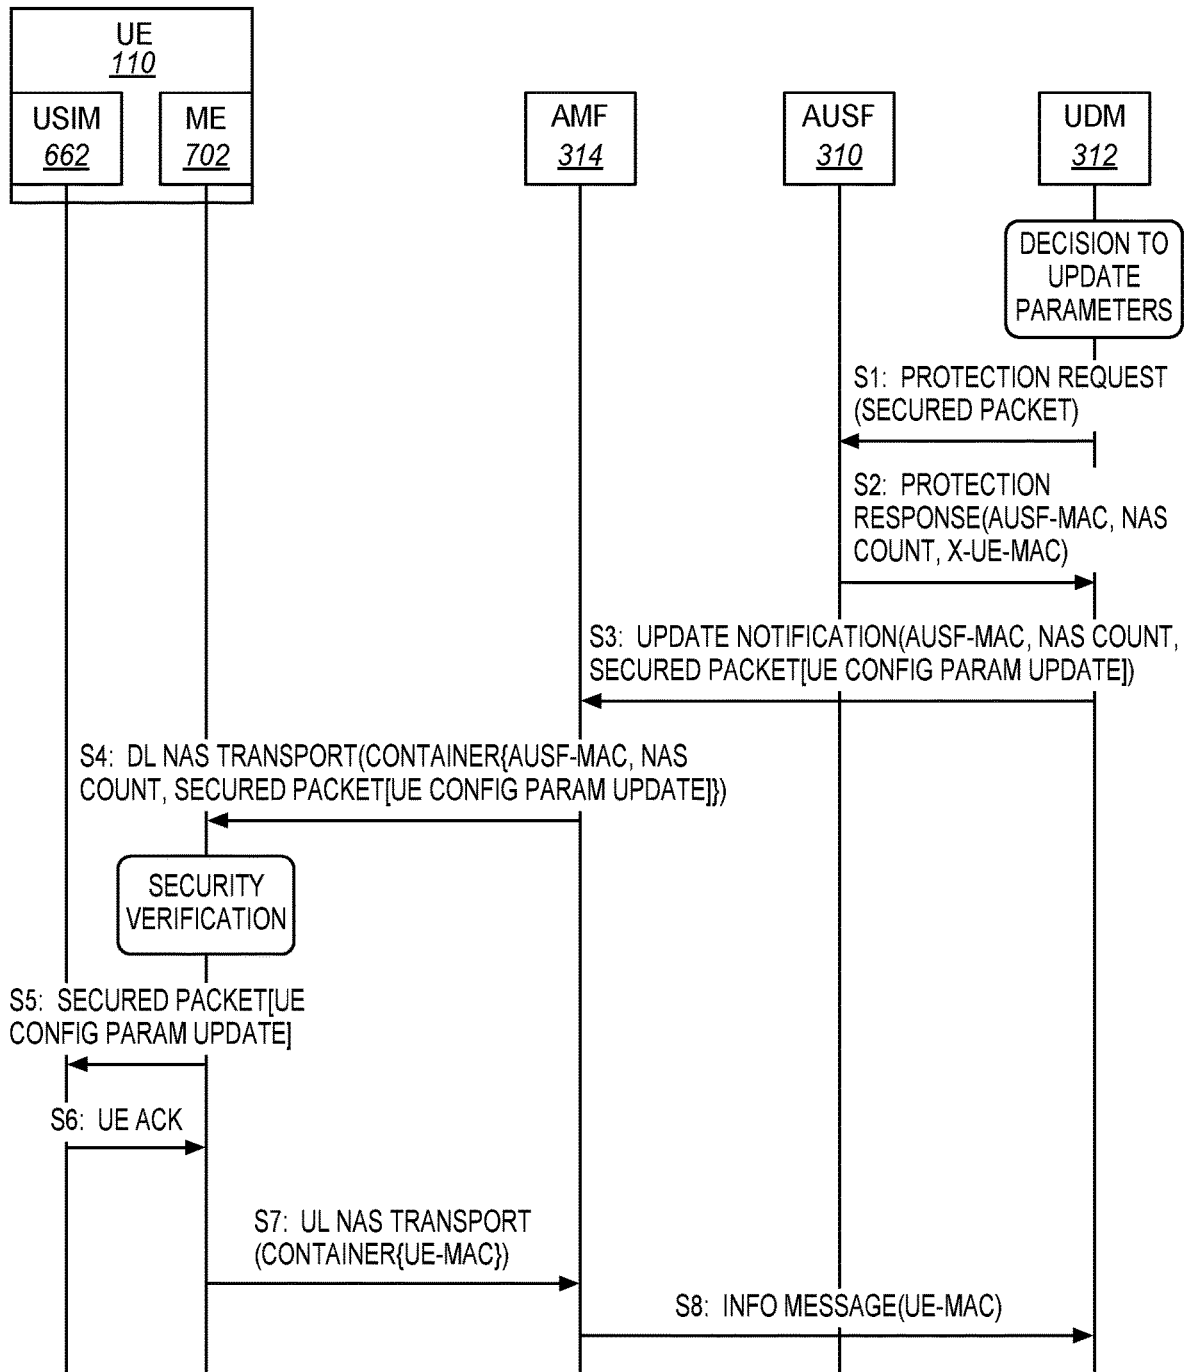 UE
110
USIM
662
ME
702
AMF
314
AUSF
310
UDM
312
DECISION TO
UPDATE
PARAMETERS
S1: PROTECTION REQUEST
(SECURED PACKET)
S2: PROTECTION
RESPONSE(AUSF-MAC, NAS
COUNT, X-UE-MAC)
S3: UPDATE NOTIFICATION(AUSF-MAC, NAS COUNT,
SECURED PACKET[UE CONFIG PARAM UPDATE])
S4: DL NAS TRANSPORT(CONTAINER{AUSF-MAC, NAS
COUNT, SECURED PACKET[UE CONFIG PARAM UPDATE]})
SECURITY
VERIFICATION
S5: SECURED PACKET[UE
CONFIG PARAM UPDATE]
S6: UE ACK
S7: UL NAS TRANSPORT
(CONTAINER{UE-MAC})
S8: INFO MESSAGE(UE-MAC)